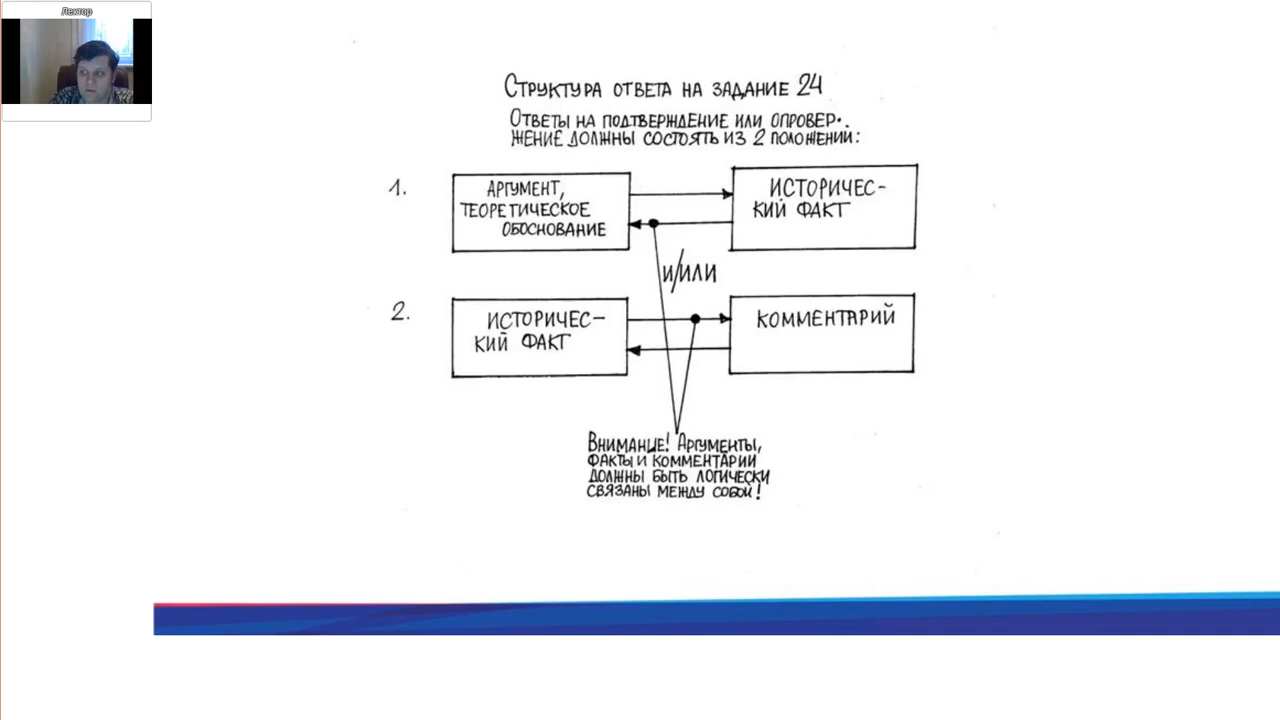 Лектор
Структура ответа на задание 24
Ответы на подтверждение или опровер-
жение должны состоять из 2 положений:
1.
Аргумент,
теоретическое
обоснование
Историчес-
кий факт
и/или
2.
Историчес-
кий факт
Комментарий
Внимание! Аргументы,
факты и комментарии
должны быть логически
связаны между собой!